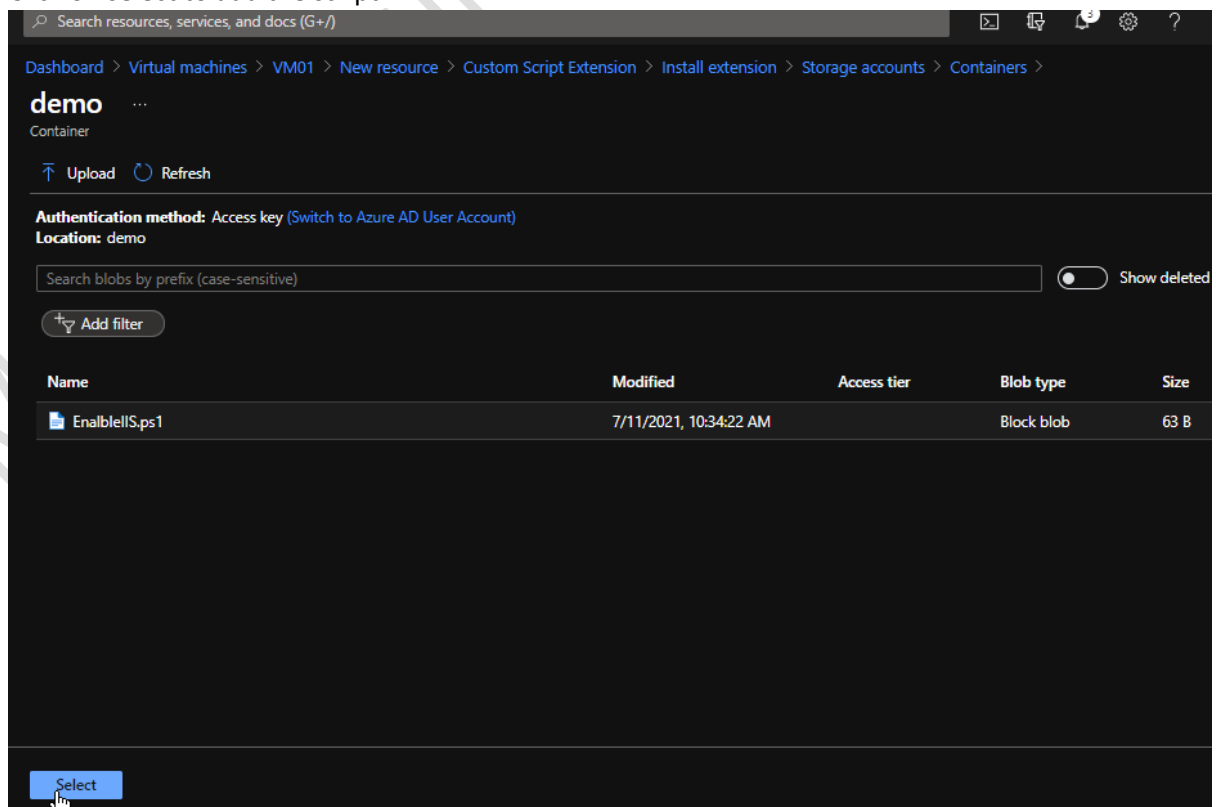 Search resources, services, and docs (G+/)
3
Dashboard > Virtual machines > VM01 > New resource > Custom Script Extension > Install extension > Storage accounts > Containers >
demo ...
Container
Upload Refresh
Authentication method: Access key (Switch to Azure AD User Account)
Location: demo
Search blobs by prefix (case-sensitive) Show deleted
Add filter
Name Modified Access tier Blob type Size
EnalbleIIS.ps1 7/11/2021, 10:34:22 AM Block blob 63 B
Select